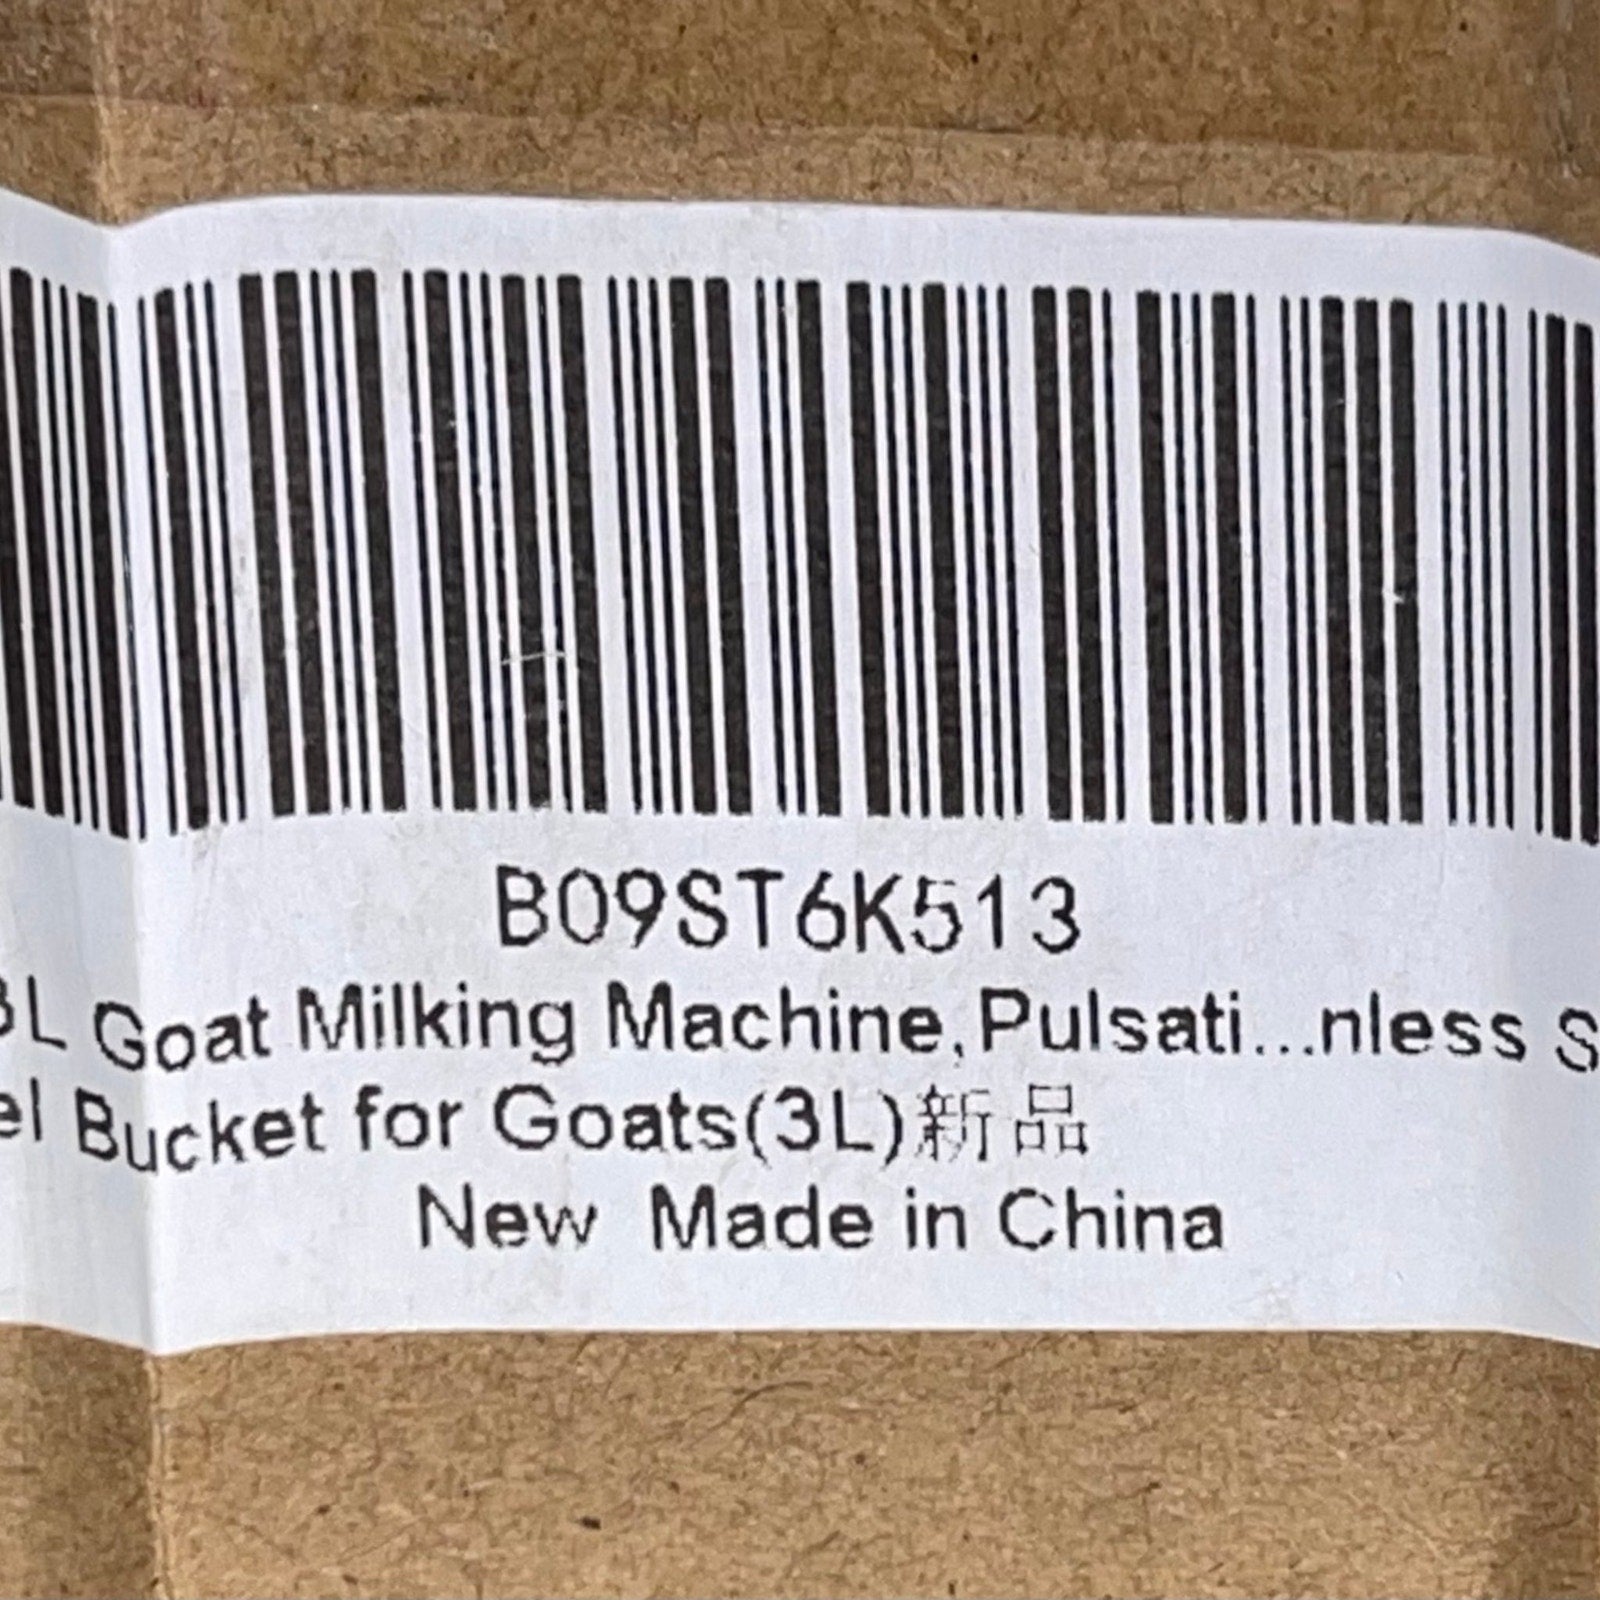 B09ST6K513
3L Goat Milking Machine,Pulsati...nless S
el Bucket for Goats(3L)新品
New Made in China